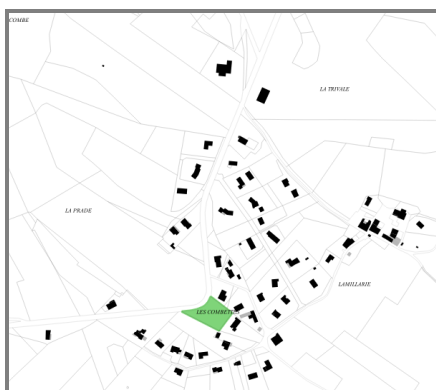 COMBE
LA TRIVALE
LA PRADE
LAMILLARIE
LES COMBETTES